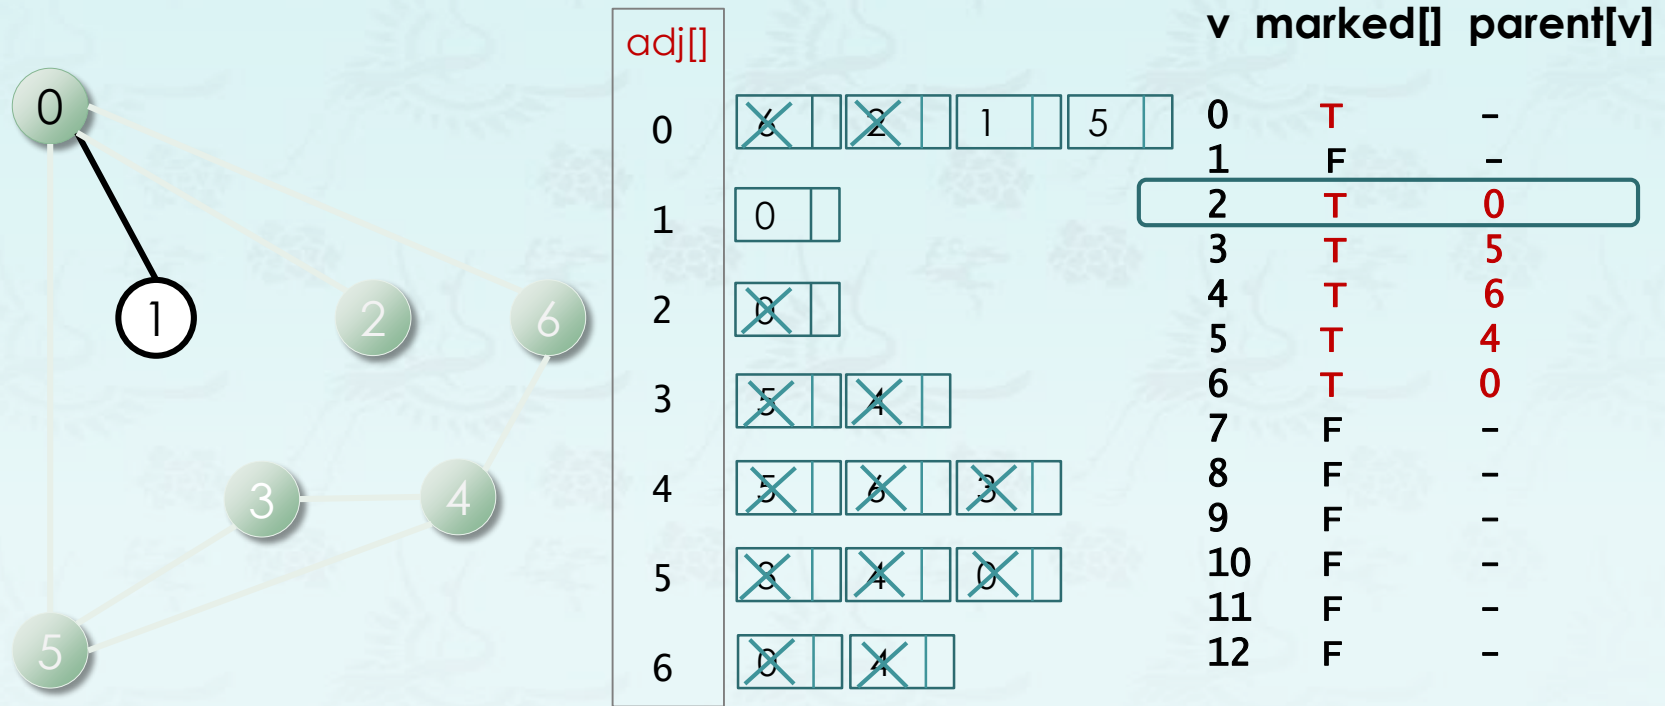 v marked[] parent[v]
adj[]
0 6 2 1 5
1 0
2 0
3 5 4
4 5 6 3
5 3 4 0
6 0 4
0 T –
1 F –
2 T 0
3 T 5
4 T 6
5 T 4
6 T 0
7 F –
8 F –
9 F –
10 F –
11 F –
12 F –
0
1
2
6
3
4
5